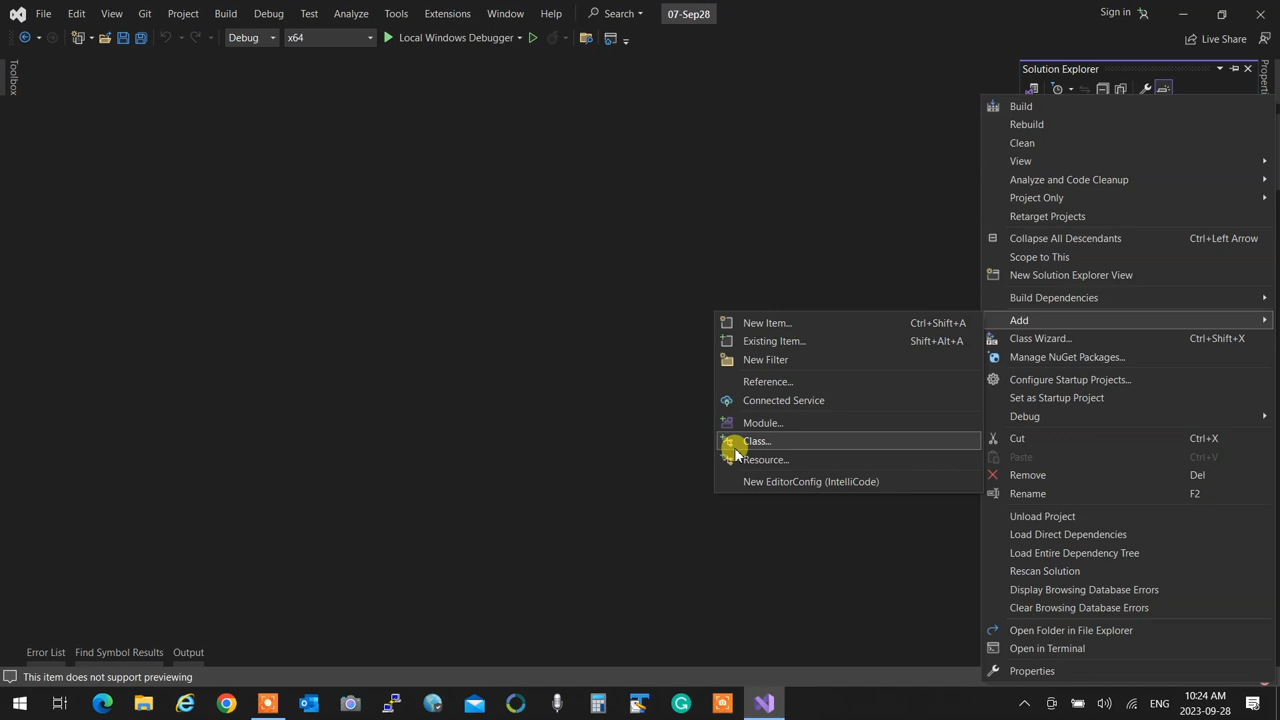 File Edit View Git Project Build Debug Test Analyze Tools Extensions Window Help Search 07-Sep28 Sign in
Debug x64 Local Windows Debugger Live Share
Toolbox
Solution Explorer
Build
Rebuild
Clean
View
Analyze and Code Cleanup
Project Only
Retarget Projects
Collapse All Descendants Ctrl+Left Arrow
Scope to This
New Solution Explorer View
Build Dependencies
Add
Class Wizard... Ctrl+Shift+X
Manage NuGet Packages...
Configure Startup Projects...
Set as Startup Project
Debug
Cut Ctrl+X
Paste Ctrl+V
Remove Del
Rename F2
Unload Project
Load Direct Dependencies
Load Entire Dependency Tree
Rescan Solution
Display Browsing Database Errors
Clear Browsing Database Errors
Open Folder in File Explorer
Open in Terminal
Properties
New Item... Ctrl+Shift+A
Existing Item... Shift+Alt+A
New Filter
Reference...
Connected Service
Module...
Class...
Resource...
New EditorConfig (IntelliCode)
Error List Find Symbol Results Output
This item does not support previewing
ENG
10:24 AM
2023-09-28